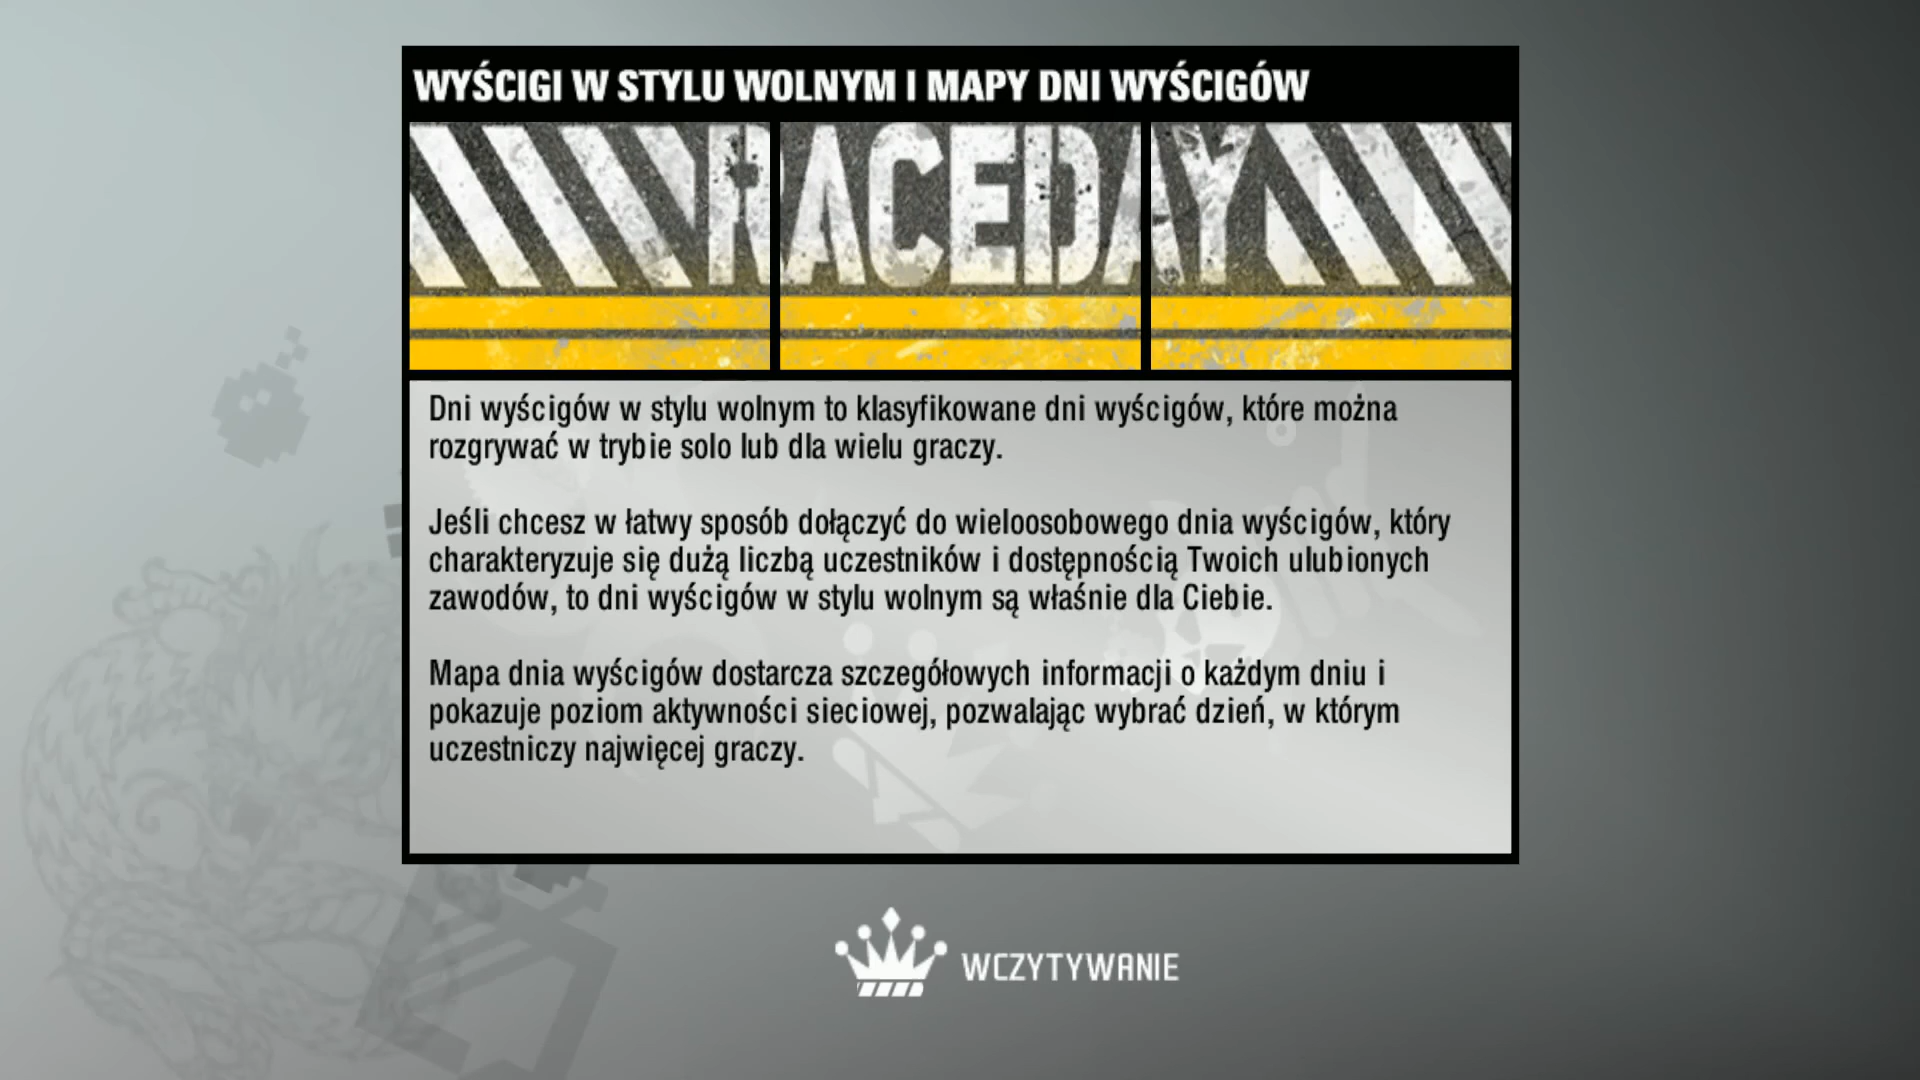 WYŚCIGI W STYLU WOLNYM I MAPY DNI WYŚCIGÓW
RACEDAY
Dni wyścigów w stylu wolnym to klasyfikowane dni wyścigów, które można
rozgrywać w trybie solo lub dla wielu graczy.
Jeśli chcesz w łatwy sposób dołączyć do wieloosobowego dnia wyścigów, który
charakteryzuje się dużą liczbą uczestników i dostępnością Twoich ulubionych
zawodów, to dni wyścigów w stylu wolnym są właśnie dla Ciebie.
Mapa dnia wyścigów dostarcza szczegółowych informacji o każdym dniu i
pokazuje poziom aktywności sieciowej, pozwalając wybrać dzień, w którym
uczestniczy najwięcej graczy.
WCZYTYWANIE